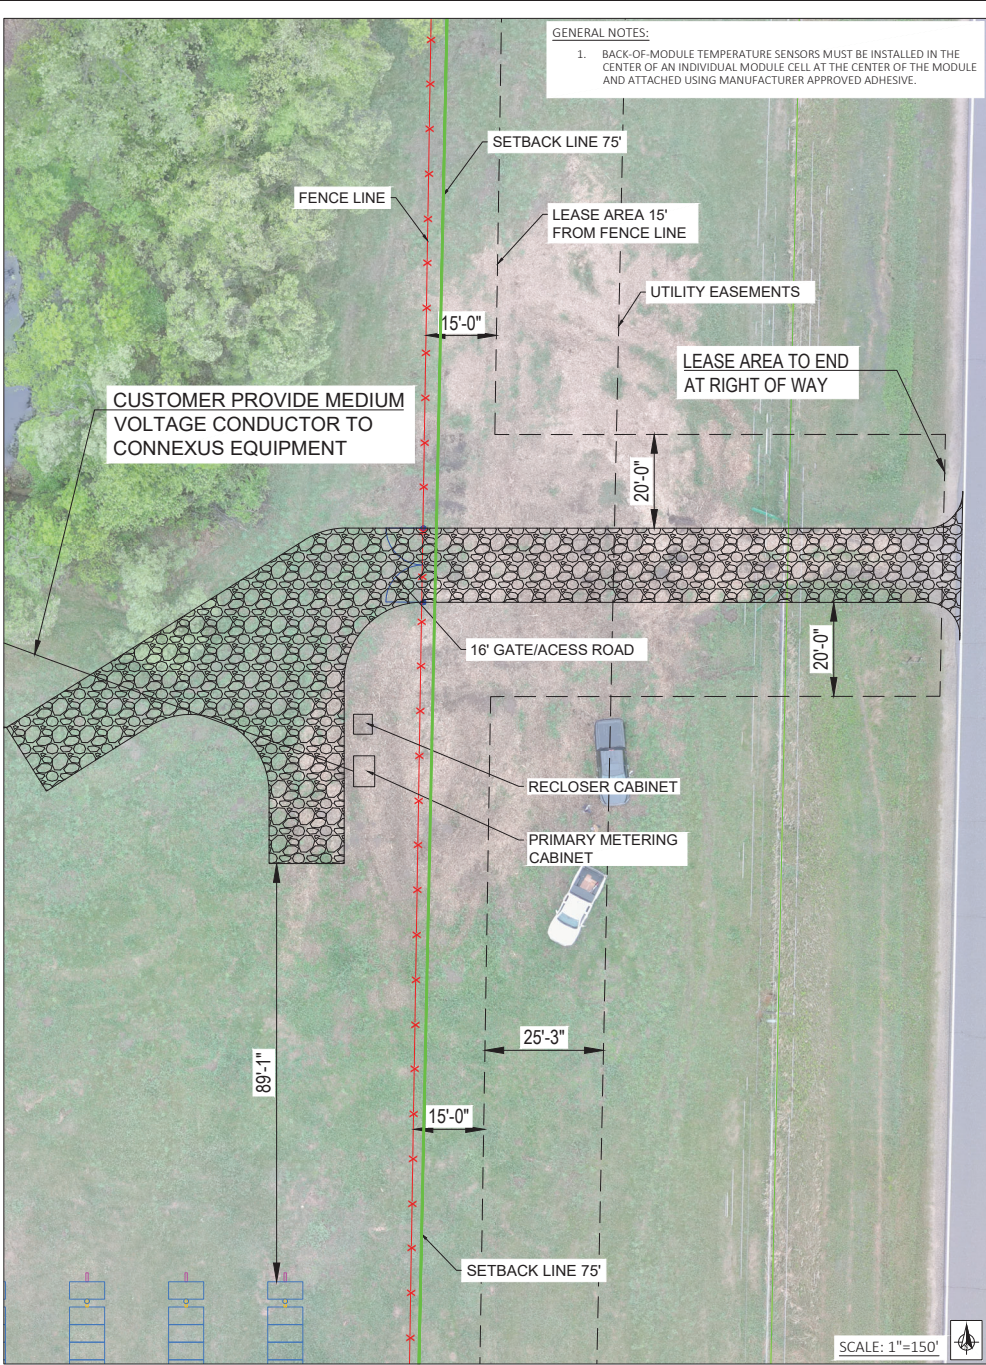 GENERAL NOTES:
1. BACK-OF-MODULE TEMPERATURE SENSORS MUST BE INSTALLED IN THE
CENTER OF AN INDIVIDUAL MODULE CELL AT THE CENTER OF THE MODULE
AND ATTACHED USING MANUFACTURER APPROVED ADHESIVE.
SETBACK LINE 75'
FENCE LINE
LEASE AREA 15'
FROM FENCE LINE
UTILITY EASEMENTS
15'-0"
LEASE AREA TO END
AT RIGHT OF WAY
CUSTOMER PROVIDE MEDIUM
VOLTAGE CONDUCTOR TO
CONNEXUS EQUIPMENT
20'-0"
16' GATE/ACESS ROAD
20'-0"
RECLOSER CABINET
PRIMARY METERING
CABINET
25'-3"
89'-1"
15'-0"
SETBACK LINE 75'
SCALE: 1"=150'